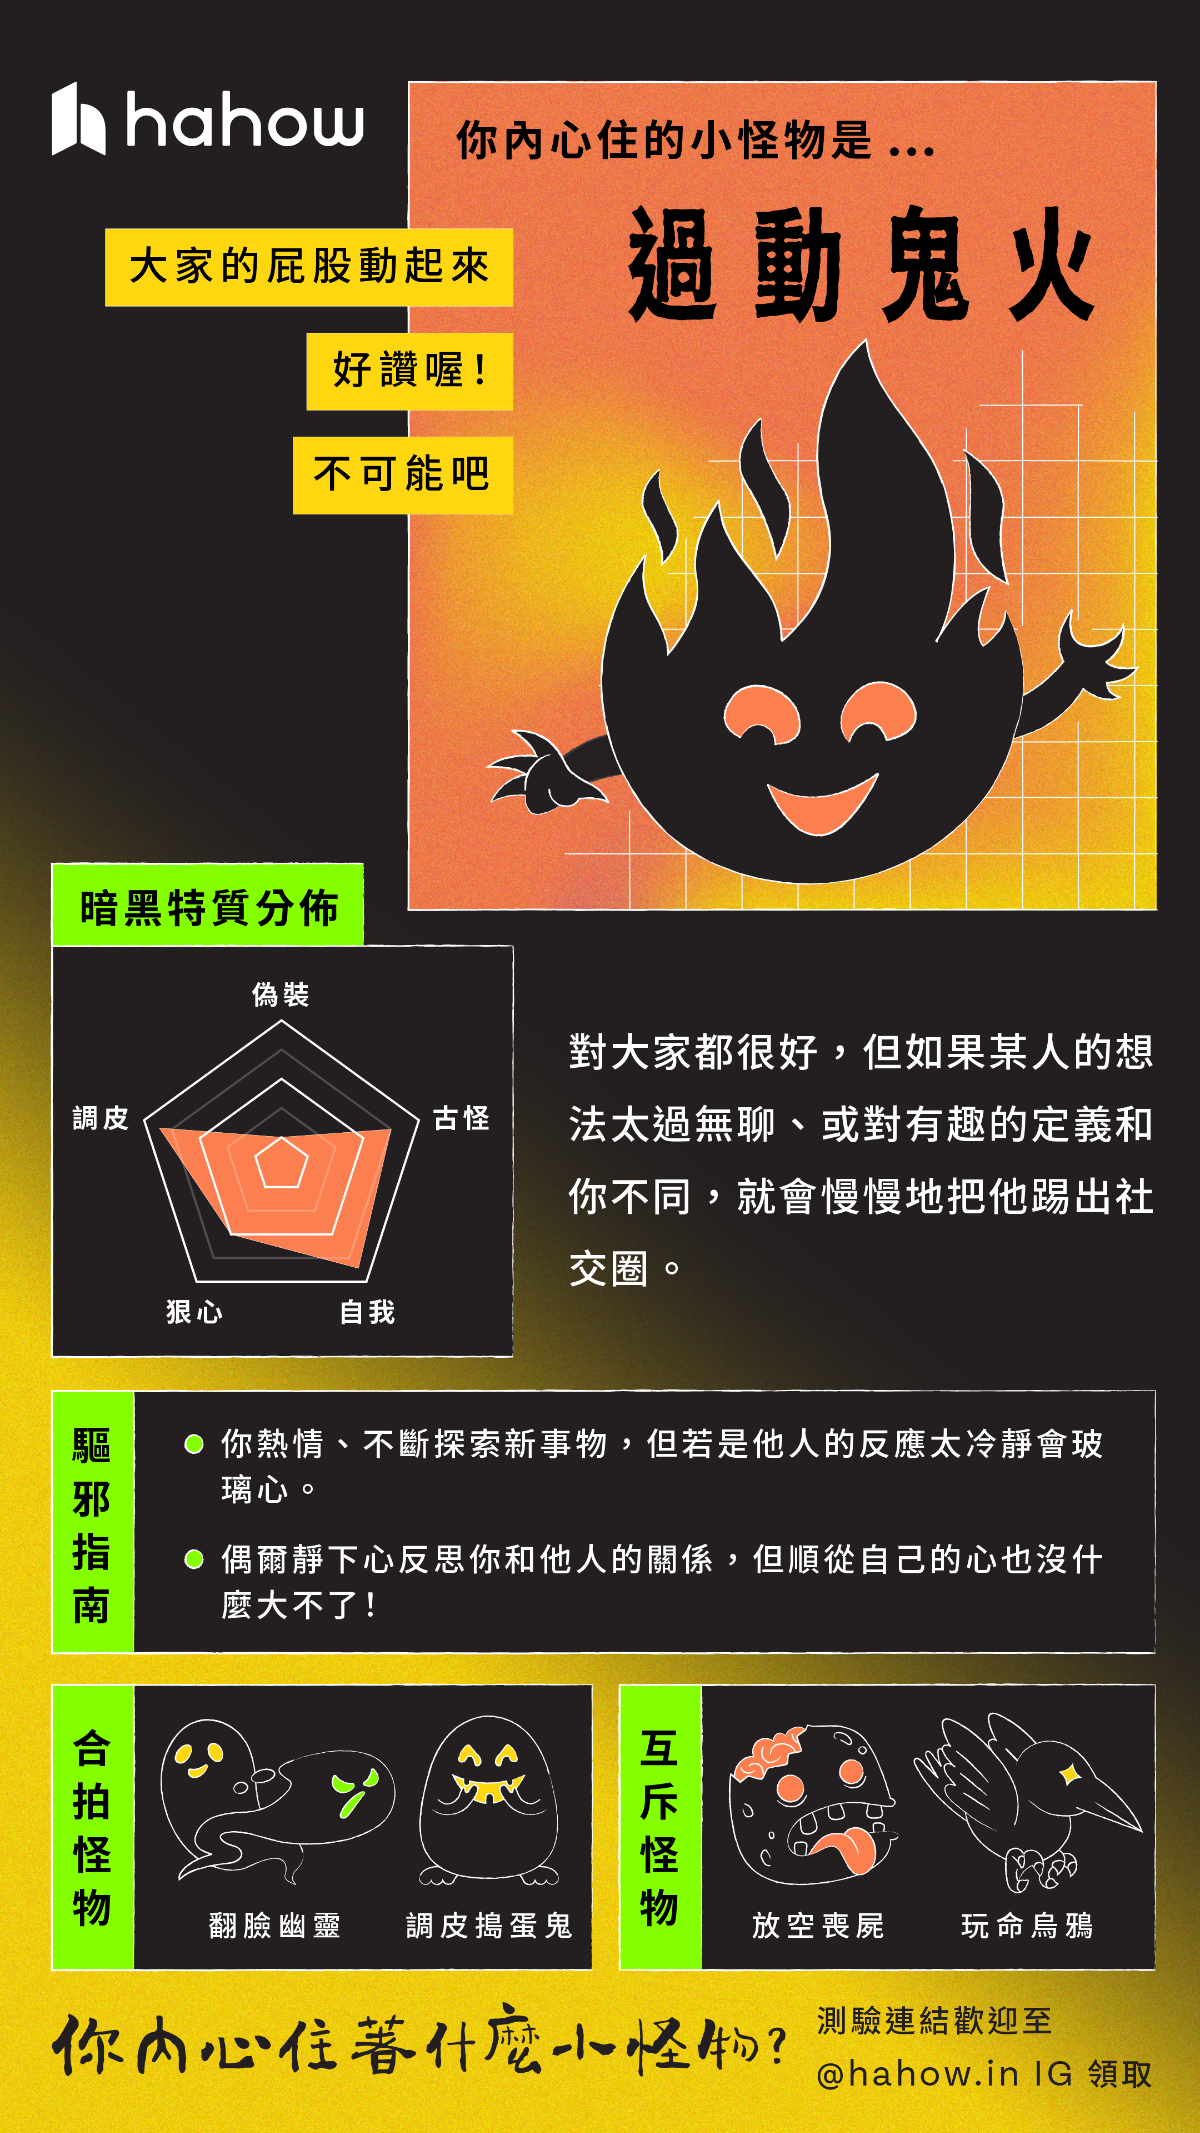 hahow
你內心住的小怪物是 ...
過動鬼火
大家的屁股動起來
好讚喔！
不可能吧
暗黑特質分佈
偽裝
調皮
古怪
狠心
自我
對大家都很好，但如果某人的想
法太過無聊、或對有趣的定義和
你不同，就會慢慢地把他踢出社
交圈。
驅邪指南
你熱情、不斷探索新事物，但若是他人的反應太冷靜會玻
璃心。
偶爾靜下心反思你和他人的關係，但順從自己的心也沒什
麼大不了！
合拍怪物
翻臉幽靈
調皮搗蛋鬼
互斥怪物
放空喪屍
玩命烏鴉
你內心住著什麼小怪物？
測驗連結歡迎至
@hahow.in IG 領取